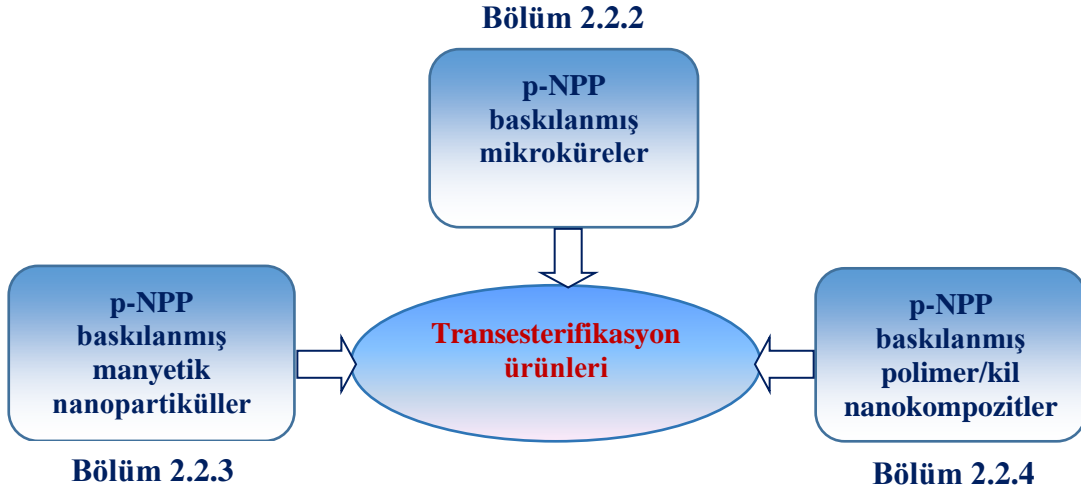 Bölüm 2.2.2
p-NPP
baskılanmış
mikroküreler
p-NPP
baskılanmış
manyetik
nanopartiküller
Bölüm 2.2.3
Transesterifikasyon
ürünleri
p-NPP
baskılanmış
polimer/kil
nanokompozitler
Bölüm 2.2.4